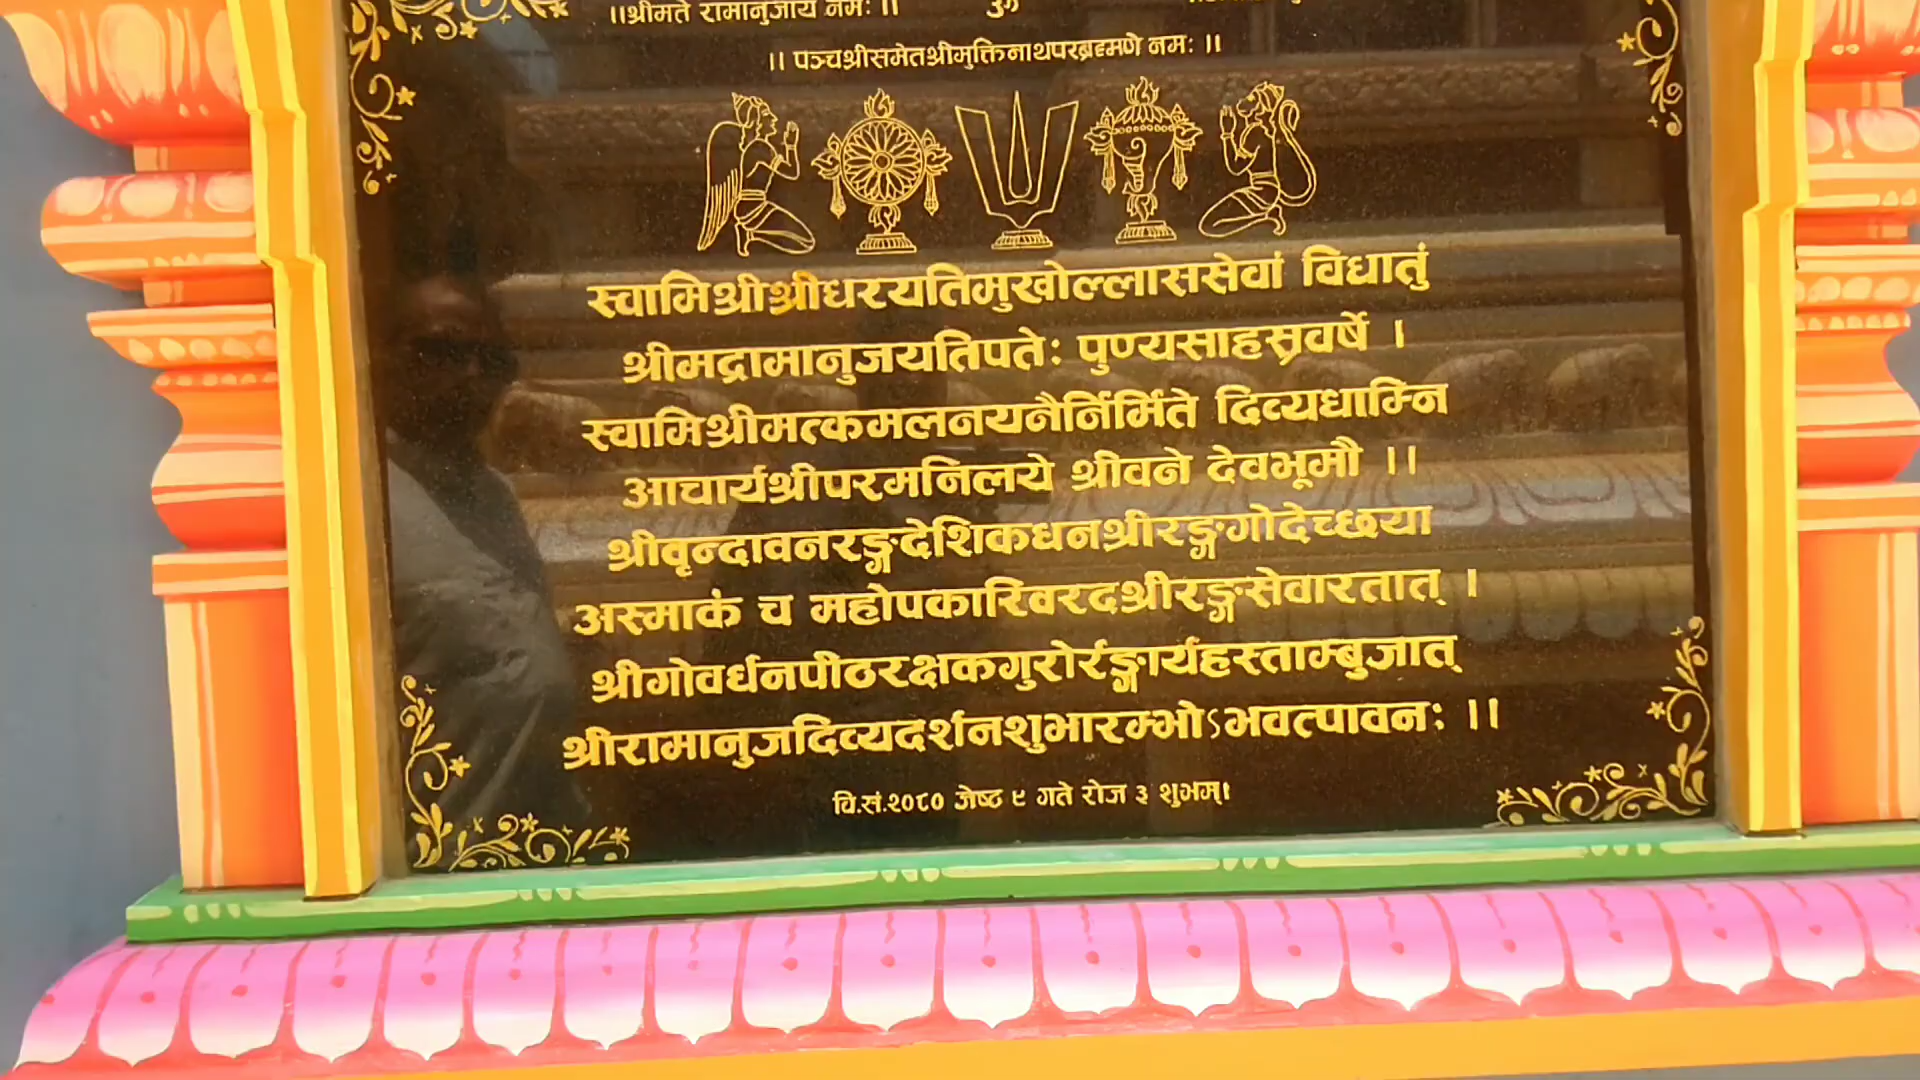 ।।श्रीमते रामानुजाय नमः ।।
।। पञ्चश्रीसमेतश्रीमुक्तिनाथपरब्रह्मणे नमः ।।
स्वामिश्रीश्रीधरयतिमुखोल्लाससेवां विधातुं
श्रीमद्रामानुजयतिपतेः पुण्यसाहस्रवर्षे ।
स्वामिश्रीमत्कमलनयनैर्निर्मिते दिव्यधाम्नि
आचार्यश्रीपरमनिलये श्रीवने देवभूमौ ।।
श्रीवृन्दावनरङ्गदेशिकधनश्रीरङ्गगोदेच्छया
अस्माकं च महोपकारिवरदश्रीरङ्गसेवारतात् ।
श्रीगोवर्धनपीठरक्षकगुरोर्रङ्गार्यहस्ताम्बुजात्
श्रीरामानुजदिव्यदर्शनशुभारम्भोऽभवत्पावनः ।।
वि.सं.२०८० जेष्ठ ९ गते रोज ३ शुभम्।